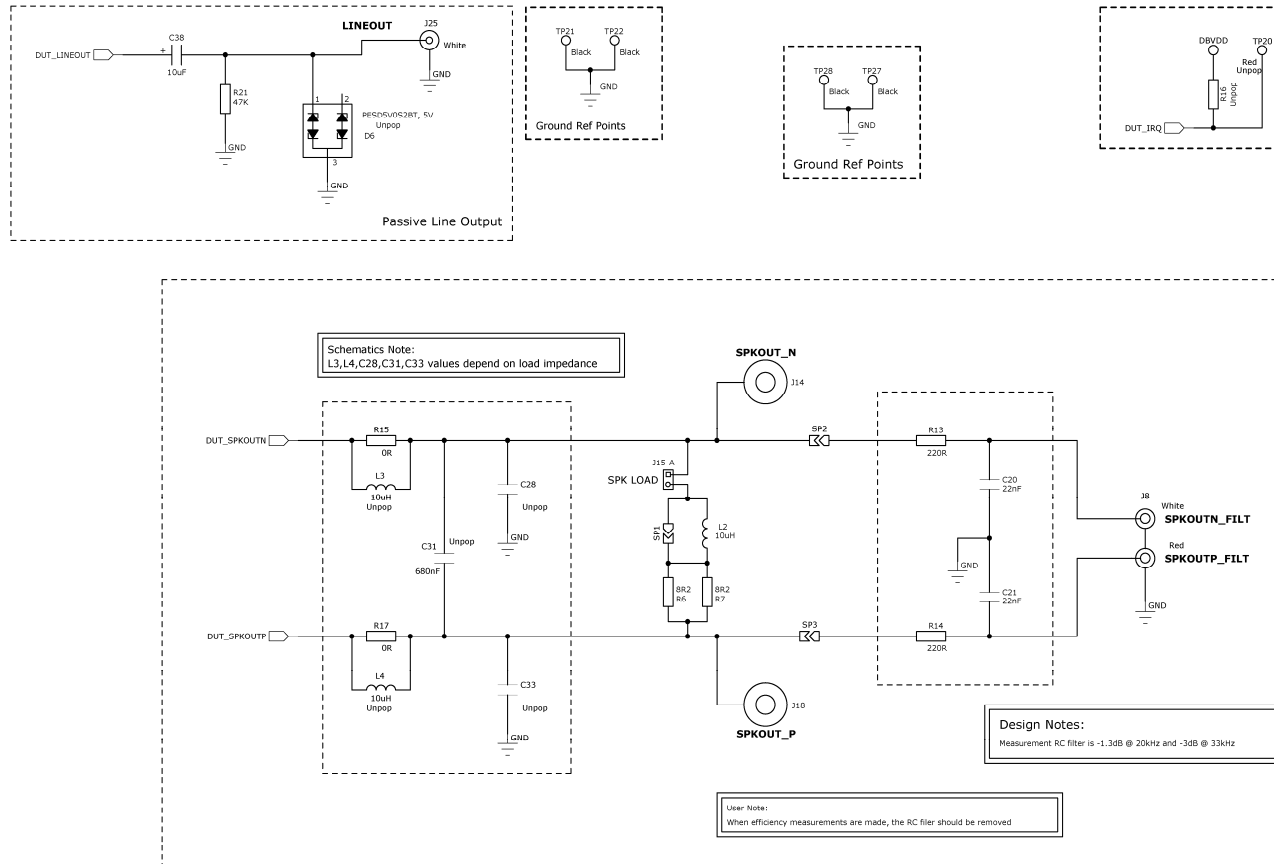 LINEOUT
J25
White
DUT_LINEOUT
C38
+
10uF
GND
R21
47K
GND
1
2
PESD5V0S2BT, 5V
Unpop
D6
3
GND
Passive Line Output
TP21
TP22
Black
Black
GND
Ground Ref Points
TP28
TP27
Black
Black
GND
Ground Ref Points
DBVDD
TP20
Red
Unpop
R16
Unpop
DUT_IRQ
Schematics Note:
L3,L4,C28,C31,C33 values depend on load impedance
SPKOUT_N
J14
DUT_SPKOUTN
R15
0R
L3
10uH
Unpop
C28
Unpop
GND
C31
Unpop
680nF
J15 A
SPK LOAD
SP1
L2
10uH
8R2
R6
8R2
R7
SP2
R13
220R
C20
22nF
GND
C21
22nF
J8
White
SPKOUTN_FILT
Red
SPKOUTP_FILT
GND
DUT_SPKOUTP
R17
0R
L4
10uH
Unpop
C33
Unpop
GND
SP3
R14
220R
J10
SPKOUT_P
Design Notes:
Measurement RC filter is -1.3dB @ 20kHz and -3dB @ 33kHz
User Note:
When efficiency measurements are made, the RC filer should be removed